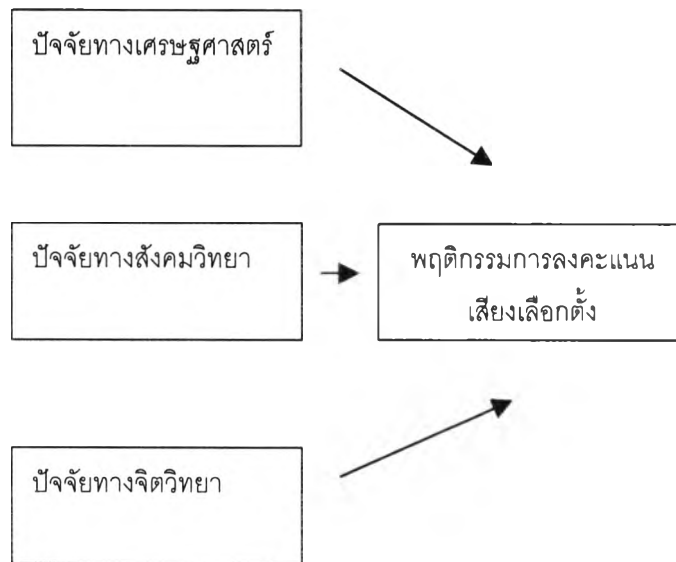 ปัจจัยทางเศรษฐศาสตร์
ปัจจัยทางสังคมวิทยา
พฤติกรรมการลงคะแนน
เสียงเลือกตั้ง
ปัจจัยทางจิตวิทยา